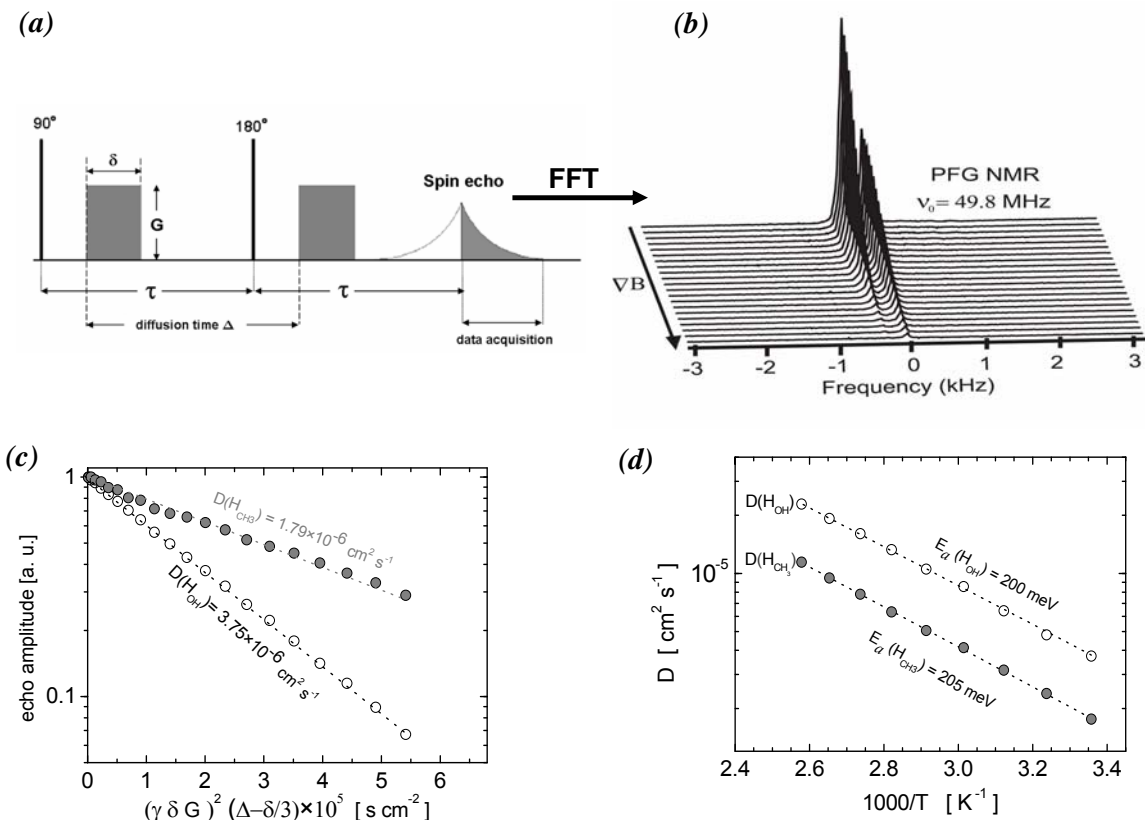 (a)
90°
180°
δ
G
Spin echo
τ
τ
diffusion time Δ
data acquisition
FFT
(b)
PFG NMR
ν₀= 49.8 MHz
∇B
-3 -2 -1 0 1 2 3
Frequency (kHz)
(c)
1
0.1
echo amplitude [a. u.]
D(H_CH3) = 1.79×10⁻⁶ cm² s⁻¹
D(H_OH)= 3.75×10⁻⁶ cm² s⁻¹
0 1 2 3 4 5 6
(γ δ G )² (Δ−δ/3)×10⁵ [ s cm⁻²]
(d)
D(H_OH)
D(H_CH₃)
E_a (H_OH) = 200 meV
E_a (H_CH3) = 205 meV
10⁻⁵
D [ cm² s⁻¹]
2.4 2.6 2.8 3.0 3.2 3.4
1000/T [K⁻¹]